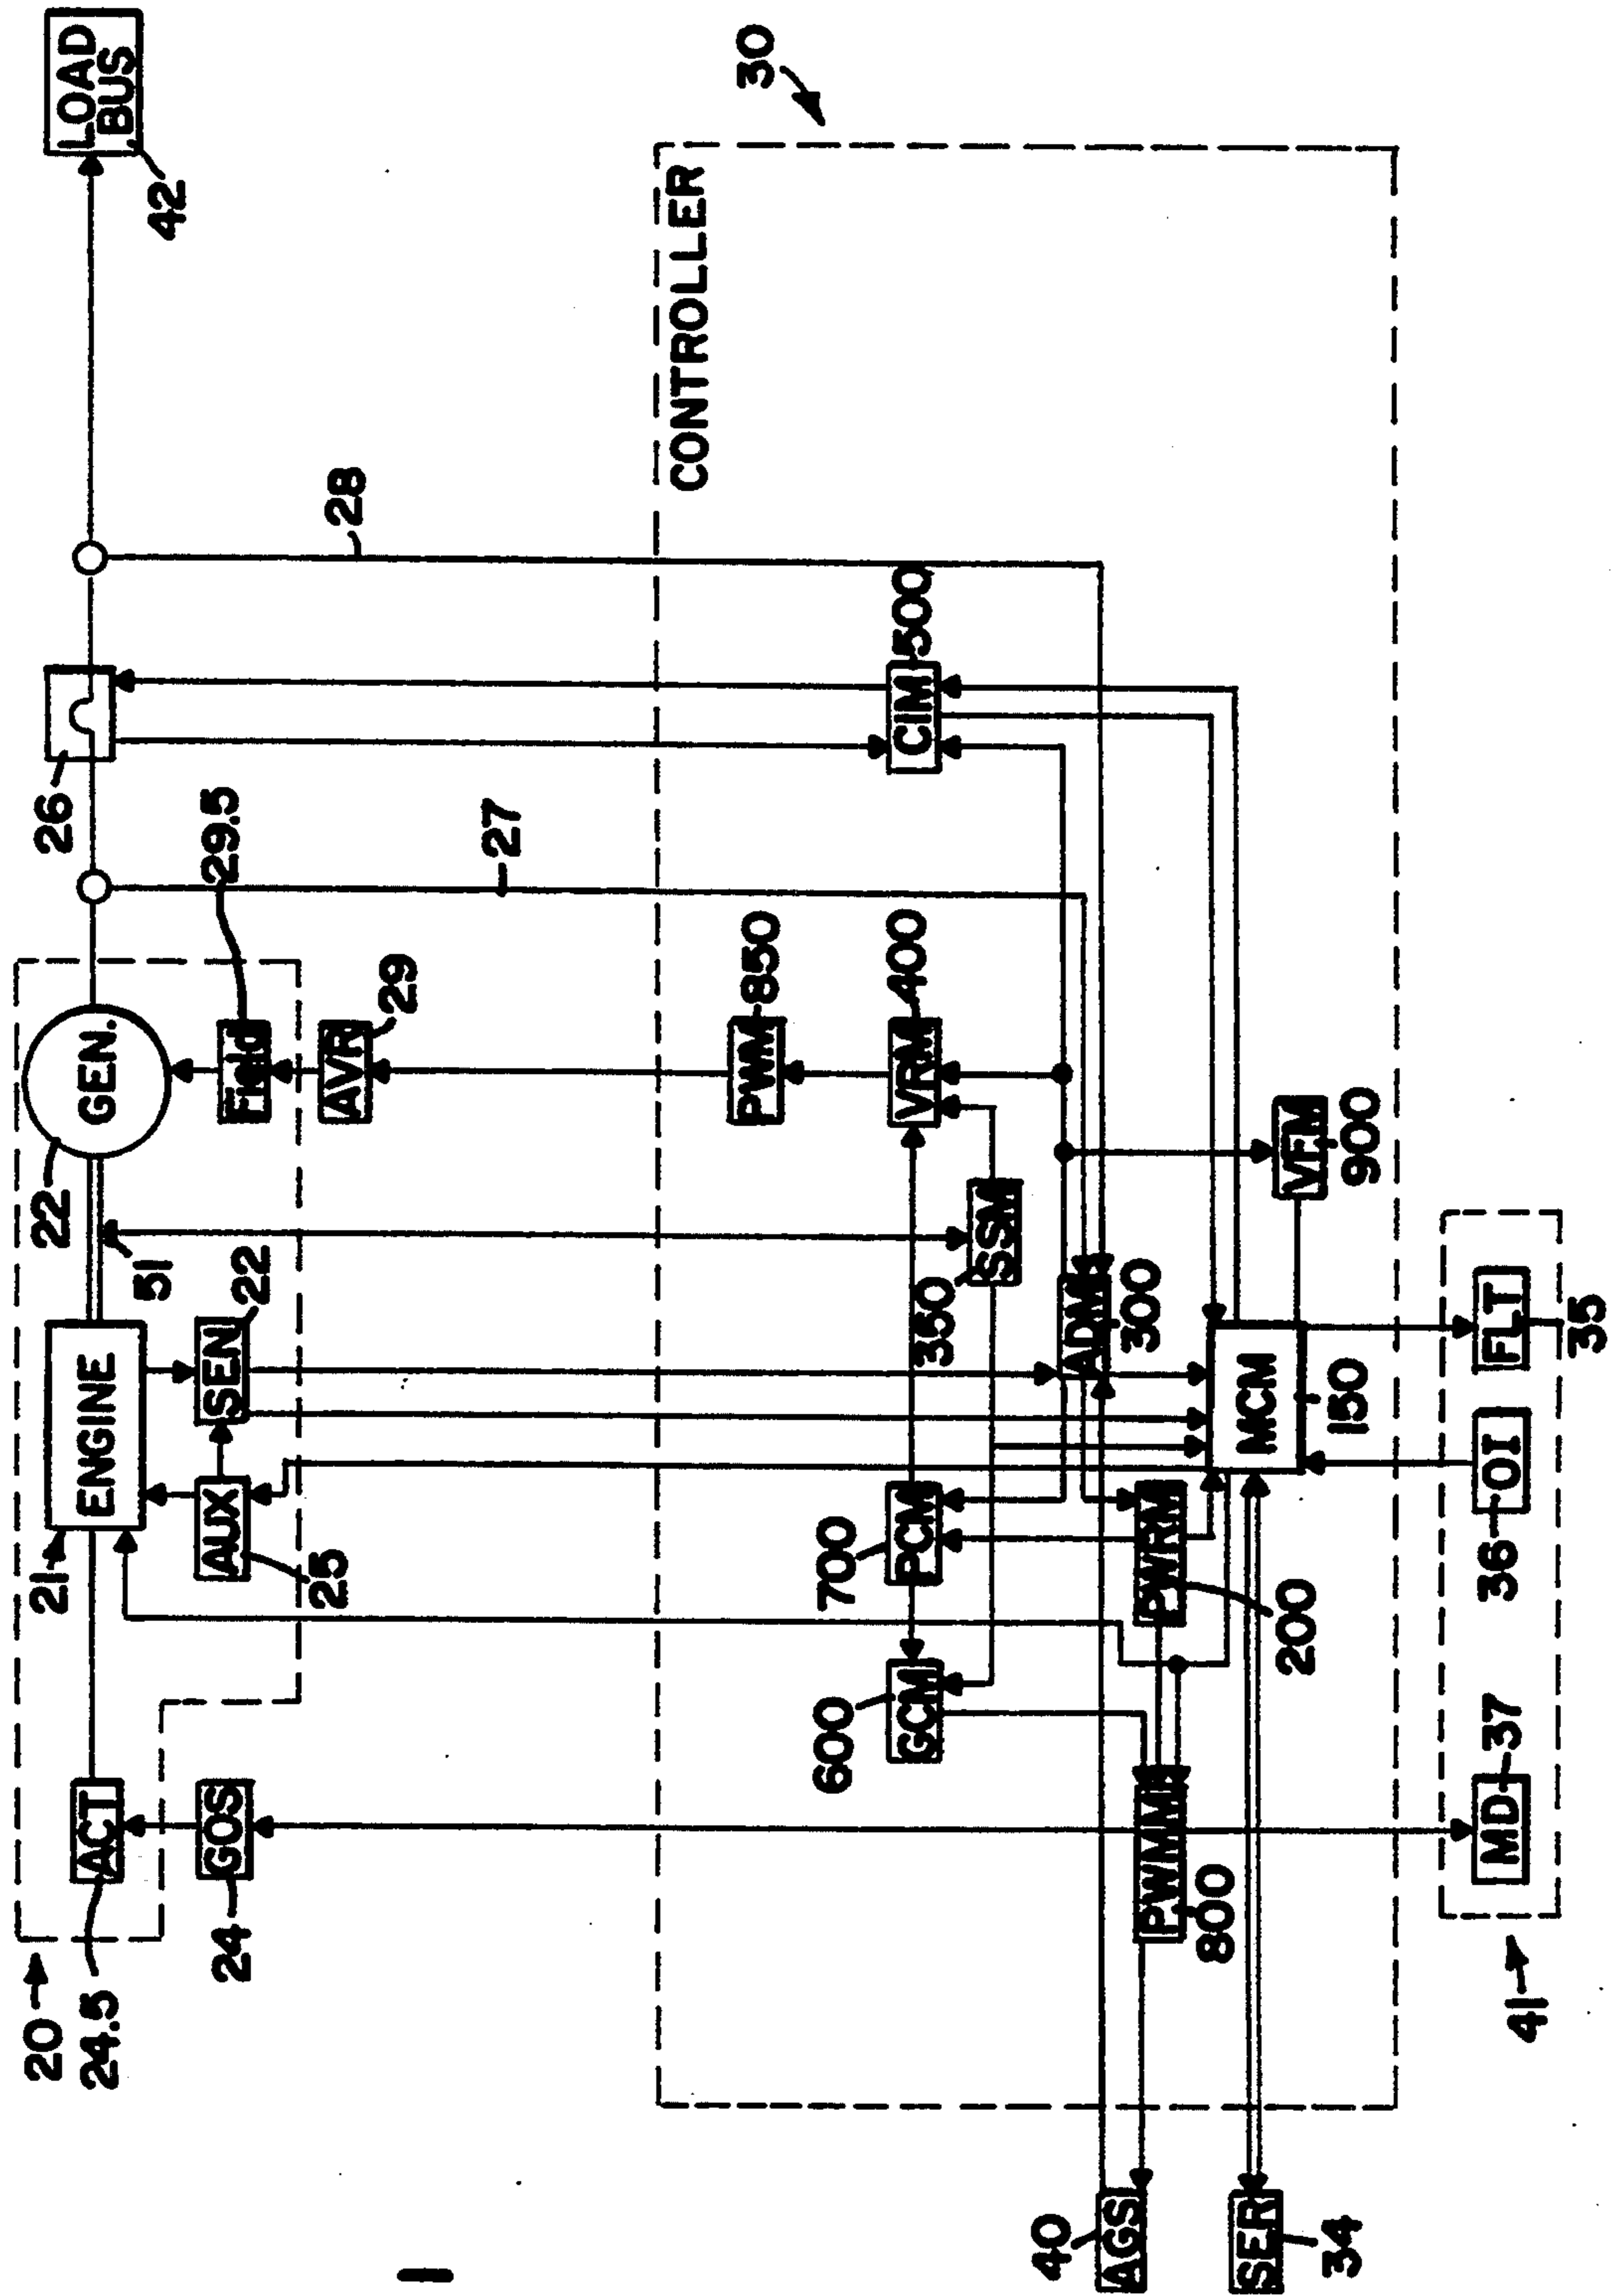 20
24.5
ACT
21
ENGINE
51
22
GEN.
26
LOAD
BUS
42
24
GOS
25
AUX
SEN
22
Field
29.5
AVR
29
27
28
30
CONTROLLER
PWM
850
600
GCM
700
PCM
350
SSM
VRM
400
CIM
500
ADM
300
40
AGS
PWMM
800
PWRM
200
SER
34
MCM
150
VFM
900
41
MD
37
36
OI
FLT
35
1